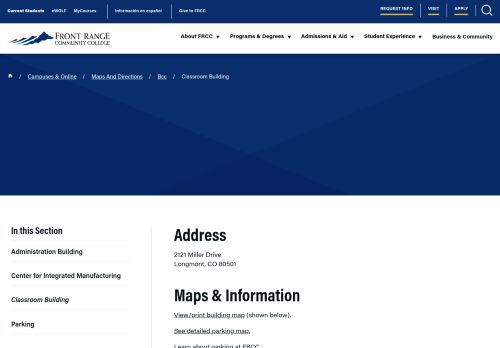 Current Students eWOLF MyCourses Información en español Give to FRCC REQUEST INFO VISIT APPLY
FRONT RANGE
COMMUNITY COLLEGE
About FRCC Programs & Degrees Admissions & Aid Student Experience Business & Community
/ Campuses & Online / Maps And Directions / Bcc / Classroom Building
In this Section
Administration Building
Center for Integrated Manufacturing
Classroom Building
Parking
Address
2121 Miller Drive
Longmont, CO 80501
Maps & Information
View/print building map (shown below).
See detailed parking map.
Learn about parking at FRCC